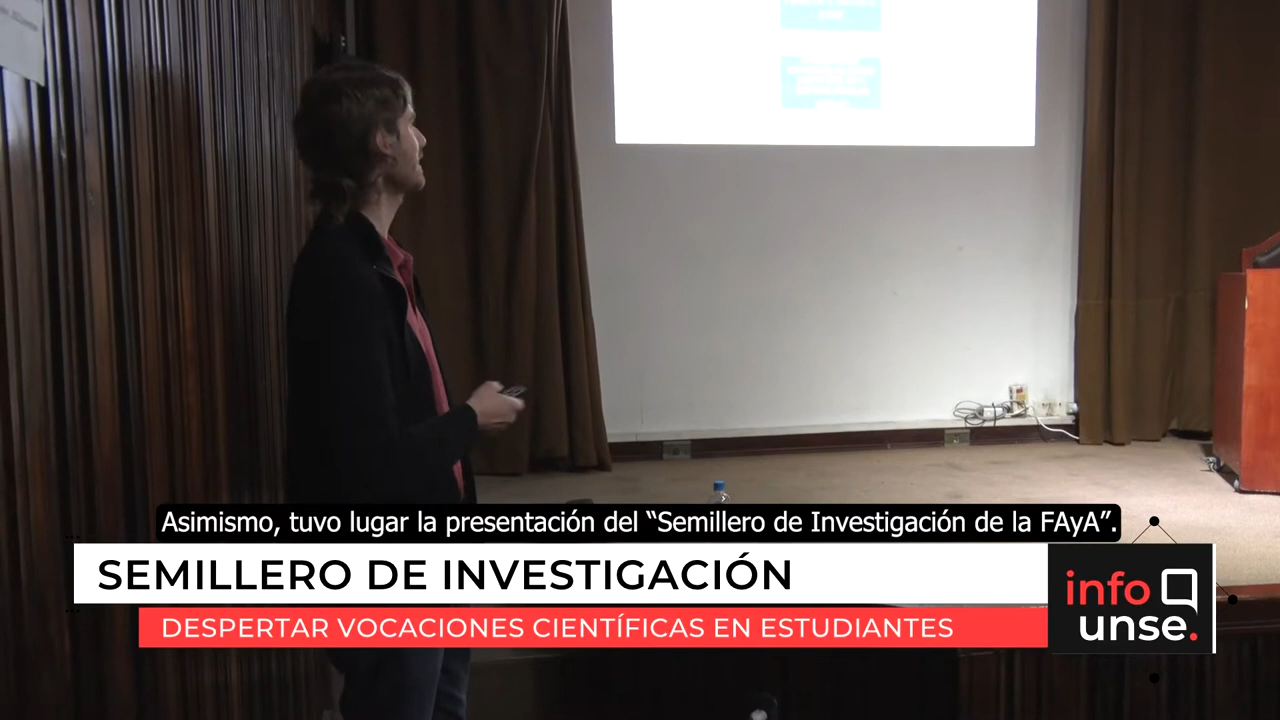 Asimismo, tuvo lugar la presentación del “Semillero de Investigación de la FAyA”.
SEMILLERO DE INVESTIGACIÓN
DESPERTAR VOCACIONES CIENTÍFICAS EN ESTUDIANTES
info
unse.